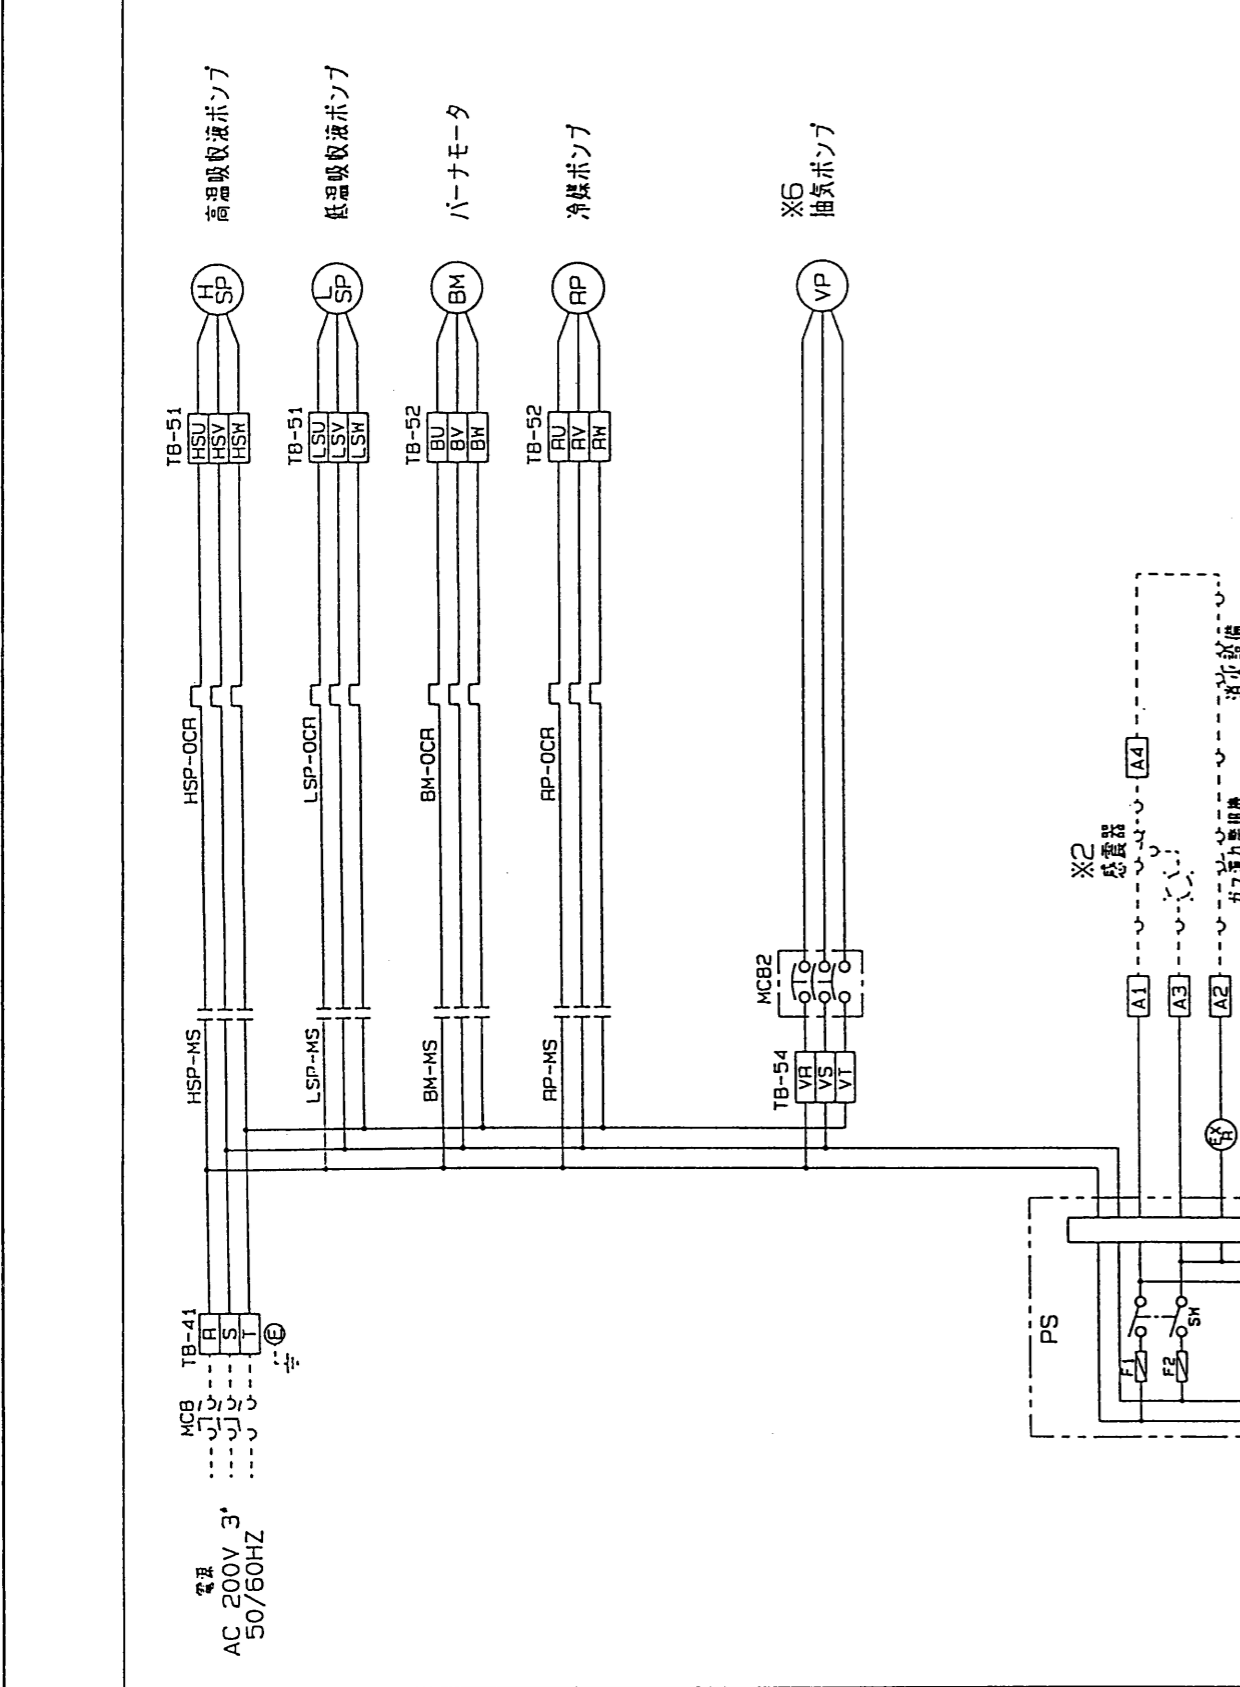 電源
AC 200V 3ᶲ
50/60HZ
MCB
TB-41
R
S
T
E
HSP-MS
HSP-OCR
TB-51
HSU
HSV
HSW
H
SP
高温吸収液ポンプ
LSP-MS
LSP-OCR
TB-51
LSU
LSV
LSW
L
SP
低温吸収液ポンプ
BM-MS
BM-OCR
TB-52
BU
BV
BW
BM
バーナモータ
RP-MS
RP-OCR
TB-52
RU
RV
RW
RP
冷媒ポンプ
TB-54
VR
VS
VT
MCB2
VP
※6
抽気ポンプ
PS
F1
F2
SW
A1
A3
A2
EX
R
※2
感震器
A4